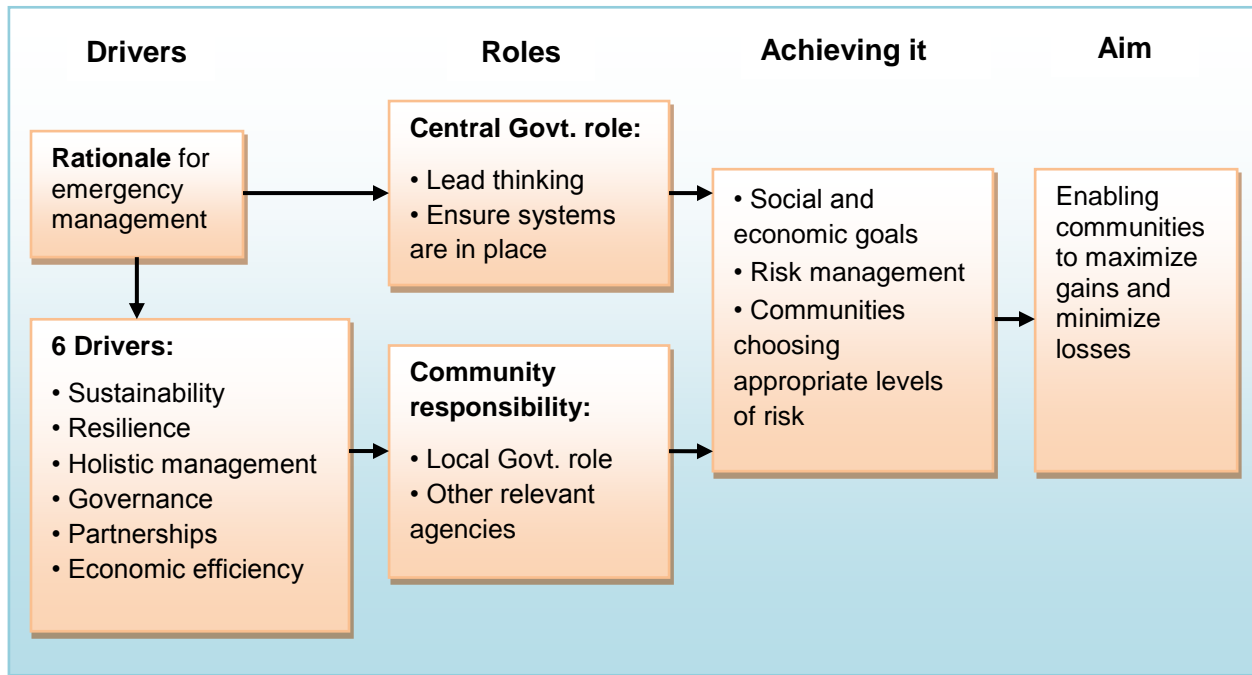 Drivers
Roles
Achieving it
Aim
Rationale for
emergency
management
6 Drivers:
• Sustainability
• Resilience
• Holistic management
• Governance
• Partnerships
• Economic efficiency
Central Govt. role:
• Lead thinking
• Ensure systems
are in place
Community
responsibility:
• Local Govt. role
• Other relevant
agencies
• Social and
economic goals
• Risk management
• Communities
choosing
appropriate levels
of risk
Enabling
communities
to maximize
gains and
minimize
losses